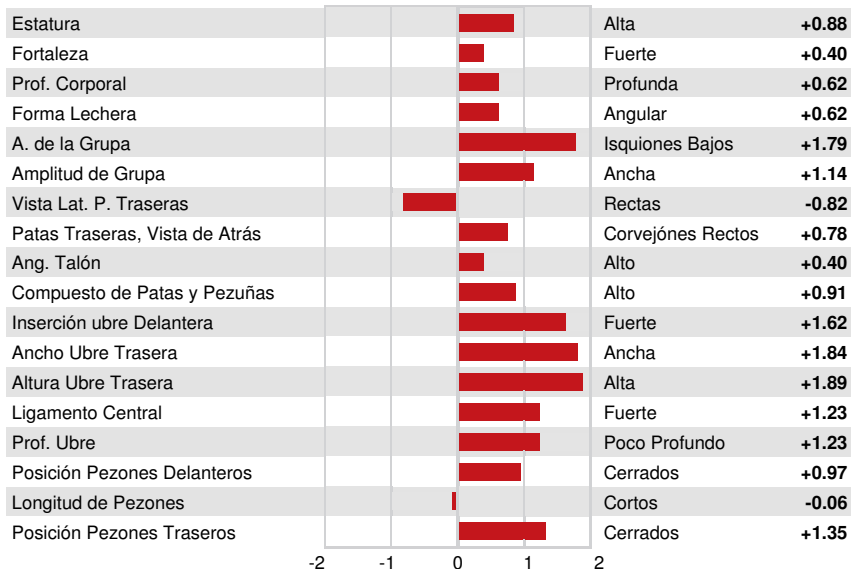 Estatura Alta +0.88
Fortaleza Fuerte +0.40
Prof. Corporal Profunda +0.62
Forma Lechera Angular +0.62
A. de la Grupa Isquiones Bajos +1.79
Amplitud de Grupa Ancha +1.14
Vista Lat. P. Traseras Rectas -0.82
Patas Traseras, Vista de Atrás Corvejónes Rectos +0.78
Ang. Talón Alto +0.40
Compuesto de Patas y Pezuñas Alto +0.91
Inserción ubre Delantera Fuerte +1.62
Ancho Ubre Trasera Ancha +1.84
Altura Ubre Trasera Alta +1.89
Ligamento Central Fuerte +1.23
Prof. Ubre Poco Profundo +1.23
Posición Pezones Delanteros Cerrados +0.97
Longitud de Pezones Cortos -0.06
Posición Pezones Traseros Cerrados +1.35
-2 -1 0 1 2